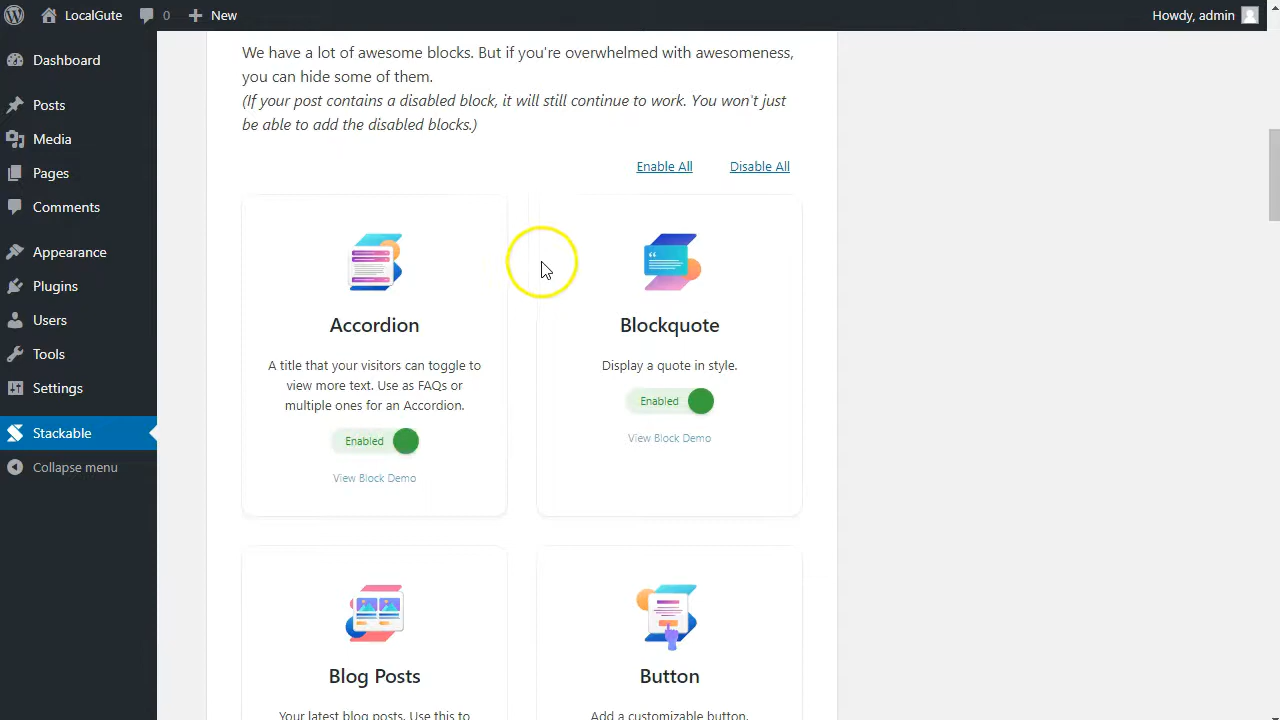 LocalGute
0
New
Howdy, admin
Dashboard
Posts
Media
Pages
Comments
Appearance
Plugins
Users
Tools
Settings
Stackable
Collapse menu
We have a lot of awesome blocks. But if you're overwhelmed with awesomeness,
you can hide some of them.
(If your post contains a disabled block, it will still continue to work. You won't just
be able to add the disabled blocks.)
Enable All
Disable All
Accordion
A title that your visitors can toggle to
view more text. Use as FAQs or
multiple ones for an Accordion.
Enabled
View Block Demo
Blockquote
Display a quote in style.
Enabled
View Block Demo
Blog Posts
Your latest blog posts. Use this to
Button
Add a customizable button.